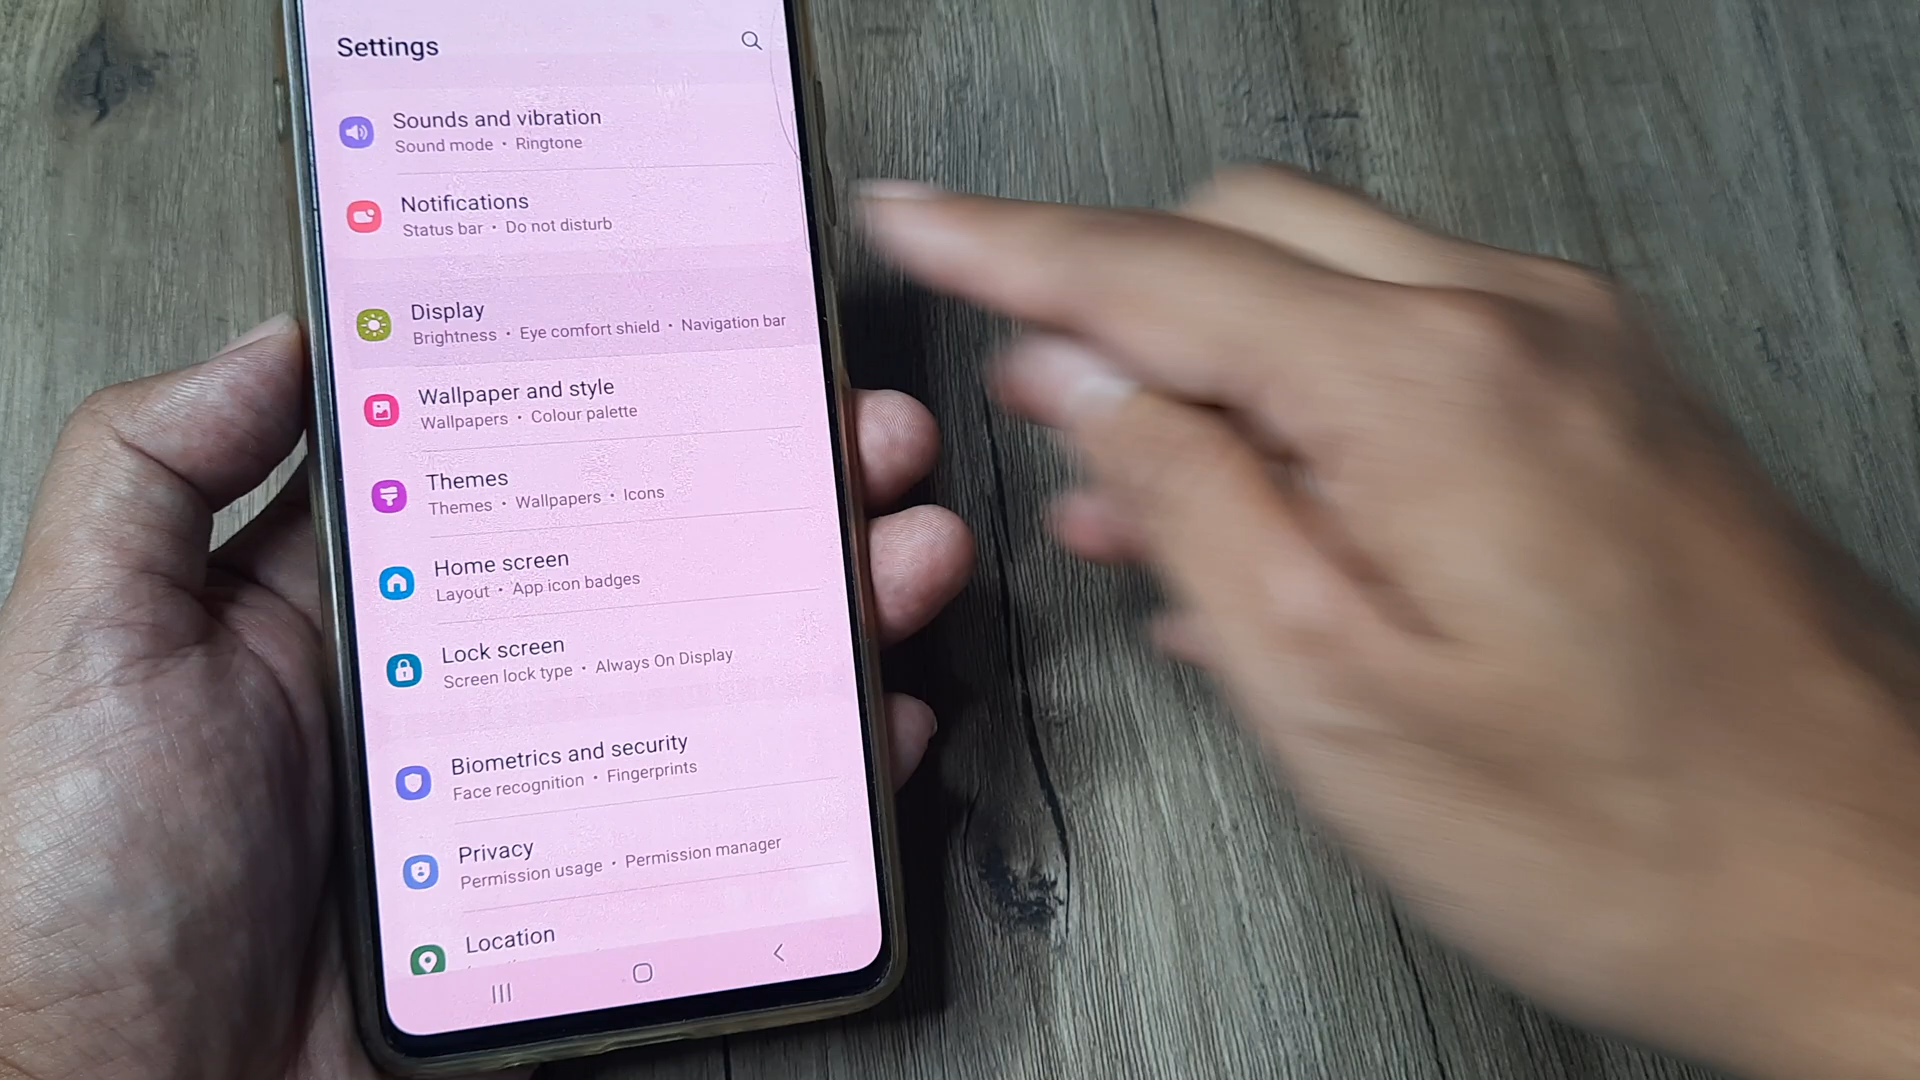 Settings
Sounds and vibration
Sound mode • Ringtone
Notifications
Status bar • Do not disturb
Display
Brightness • Eye comfort shield • Navigation bar
Wallpaper and style
Wallpapers • Colour palette
Themes
Themes • Wallpapers • Icons
Home screen
Layout • App icon badges
Lock screen
Screen lock type • Always On Display
Biometrics and security
Face recognition • Fingerprints
Privacy
Permission usage • Permission manager
Location